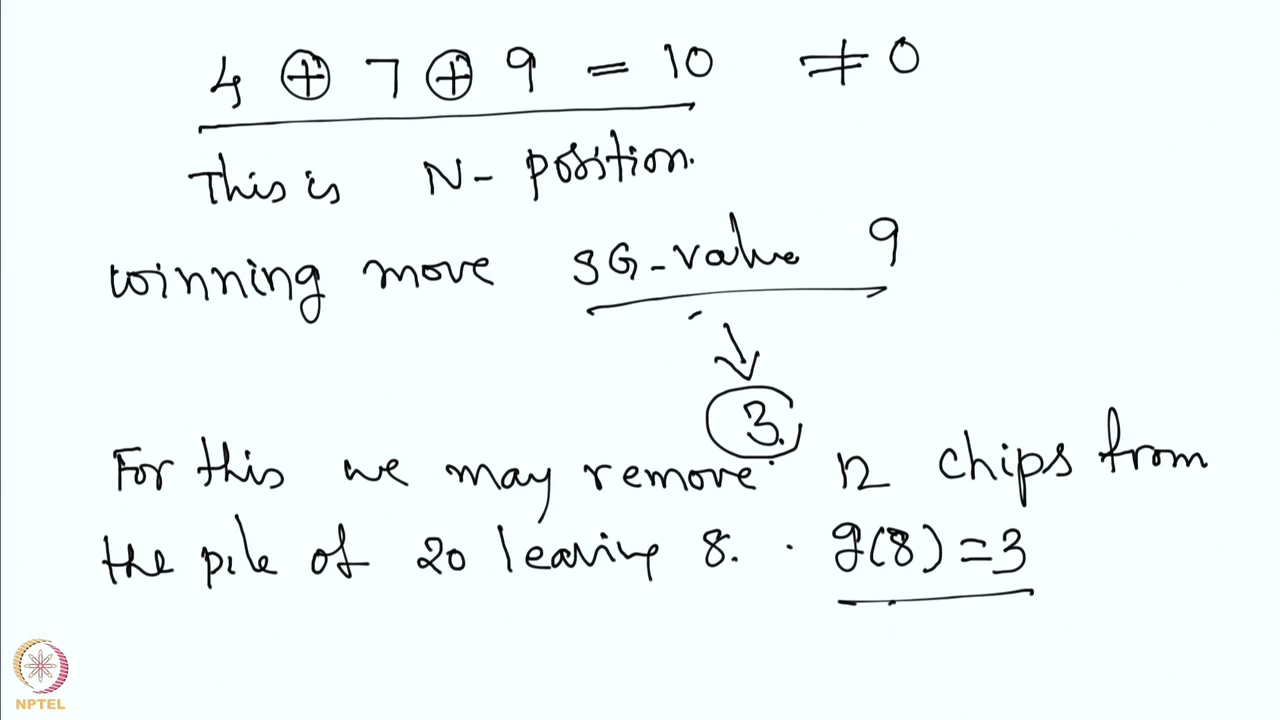 4 ⊕ 7 ⊕ 9 = 10 ≠ 0
This is N- position.
winning move SG-value 9
3.
For this we may remove 12 chips from
the pile of 20 leaving 8. . g(8)=3
NPTEL